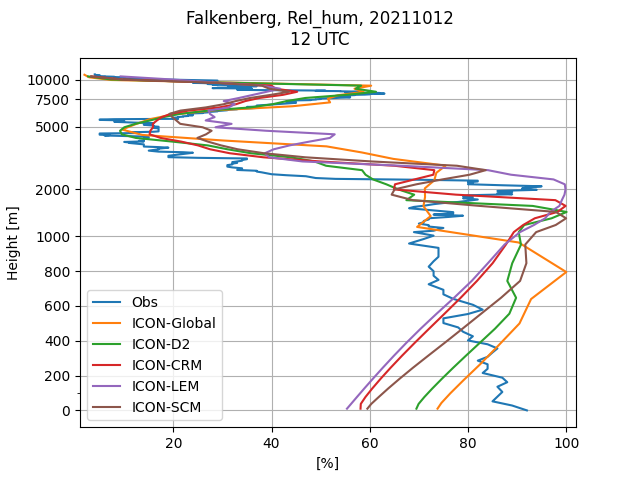 Falkenberg, Rel_hum, 20211012
12 UTC
10000
7500
5000
2000
1000
800
600
400
200
0
Height [m]
Obs
ICON-Global
ICON-D2
ICON-CRM
ICON-LEM
ICON-SCM
20
40
60
80
100
[%]